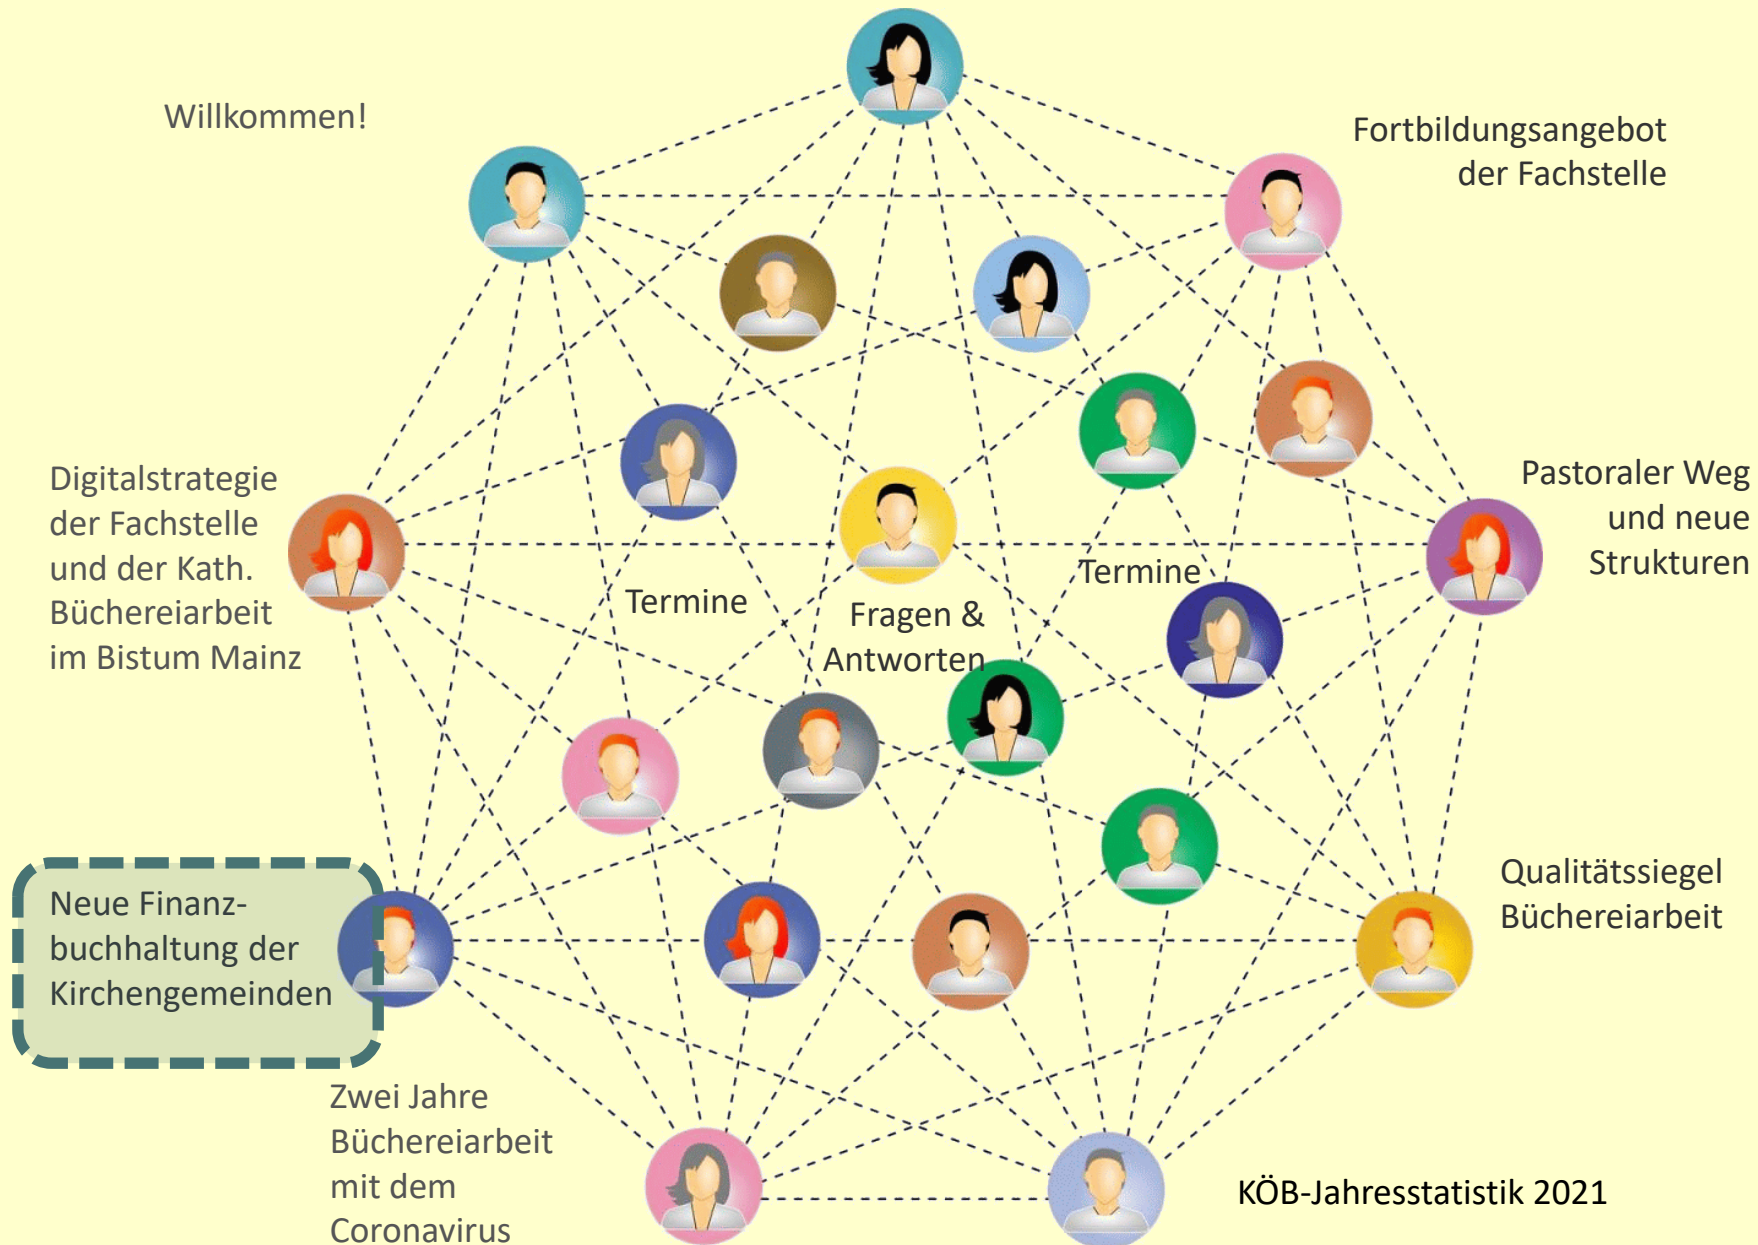 Willkommen!
Fortbildungsangebot
der Fachstelle
Digitalstrategie
der Fachstelle
und der Kath.
Büchereiarbeit
im Bistum Mainz
Pastoraler Weg
und neue
Strukturen
Termine
Termine
Fragen &
Antworten
Neue Finanz-
buchhaltung der
Kirchengemeinden
Qualitätssiegel
Büchereiarbeit
Zwei Jahre
Büchereiarbeit
mit dem
Coronavirus
KÖB-Jahresstatistik 2021